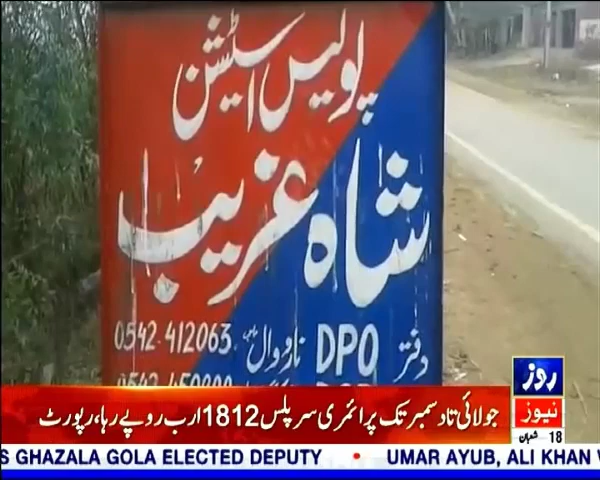 پولیس اسٹیشن
شاہ غریب
دفتر DPO نارووال 0542-412063
روز
نیوز
18 شعبان
جولائی تا دسمبر تک پرائمری سرپلس 1812 ارب روپے رہا، رپورٹ
S GHAZALA GOLA ELECTED DEPUTY • UMAR AYUB, ALI KHAN